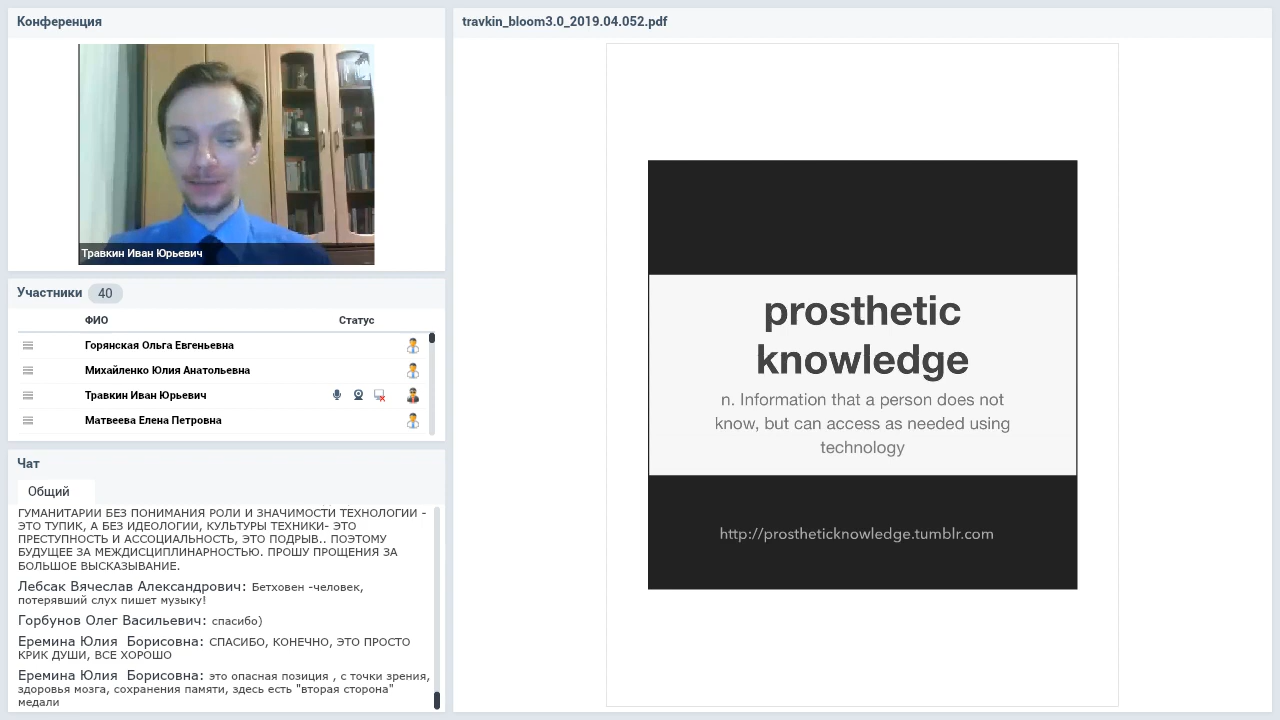 Конференция
Травкин Иван Юрьевич
Участники 40
ФИО Статус
Горянская Ольга Евгеньевна
Михайленко Юлия Анатольевна
Травкин Иван Юрьевич
Матвеева Елена Петровна
Чат
Общий
ГУМАНИТАРИИ БЕЗ ПОНИМАНИЯ РОЛИ И ЗНАЧИМОСТИ ТЕХНОЛОГИИ -
ЭТО ТУПИК, А БЕЗ ИДЕОЛОГИИ, КУЛЬТУРЫ ТЕХНИКИ- ЭТО
ПРЕСТУПНОСТЬ И АССОЦИАЛЬНОСТЬ, ЭТО ПОДРЫВ.. ПОЭТОМУ
БУДУЩЕЕ ЗА МЕЖДИСЦИПЛИНАРНОСТЬЮ. ПРОШУ ПРОЩЕНИЯ ЗА
БОЛЬШОЕ ВЫСКАЗЫВАНИЕ.
Лебсак Вячеслав Александрович: Бетховен -человек,
потерявший слух пишет музыку!
Горбунов Олег Васильевич: спасибо)
Еремина Юлия  Борисовна: СПАСИБО, КОНЕЧНО, ЭТО ПРОСТО
КРИК ДУШИ, ВСЕ ХОРОШО
Еремина Юлия  Борисовна: это опасная позиция , с точки зрения,
здоровья мозга, сохранения памяти, здесь есть "вторая сторона"
медали
travkin_bloom3.0_2019.04.052.pdf
prosthetic
knowledge
n. Information that a person does not
know, but can access as needed using
technology
http://prostheticknowledge.tumblr.com